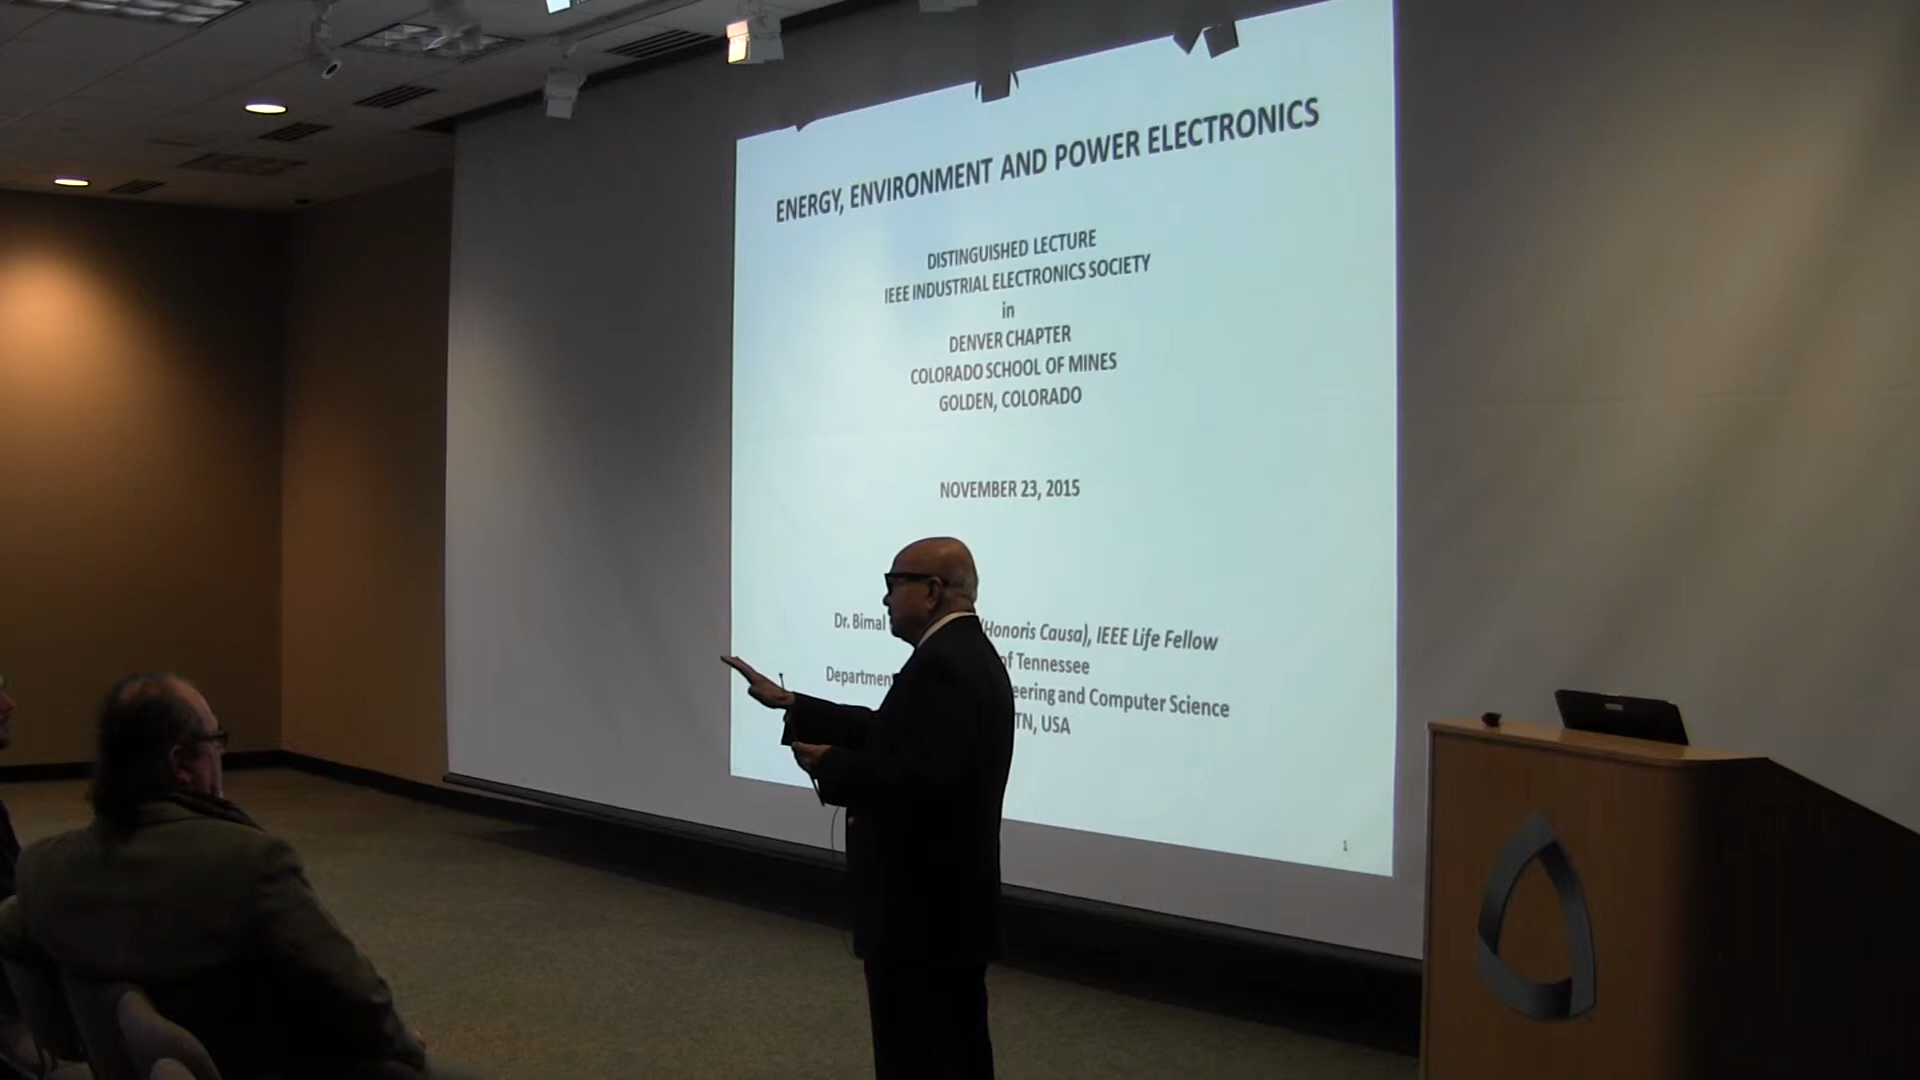 ENERGY, ENVIRONMENT AND POWER ELECTRONICS
DISTINGUISHED LECTURE
IEEE INDUSTRIAL ELECTRONICS SOCIETY
in
DENVER CHAPTER
COLORADO SCHOOL OF MINES
GOLDEN, COLORADO
NOVEMBER 23, 2015
Dr. Bimal (Honoris Causa), IEEE Life Fellow
of Tennessee
and Computer Science
TN, USA
1